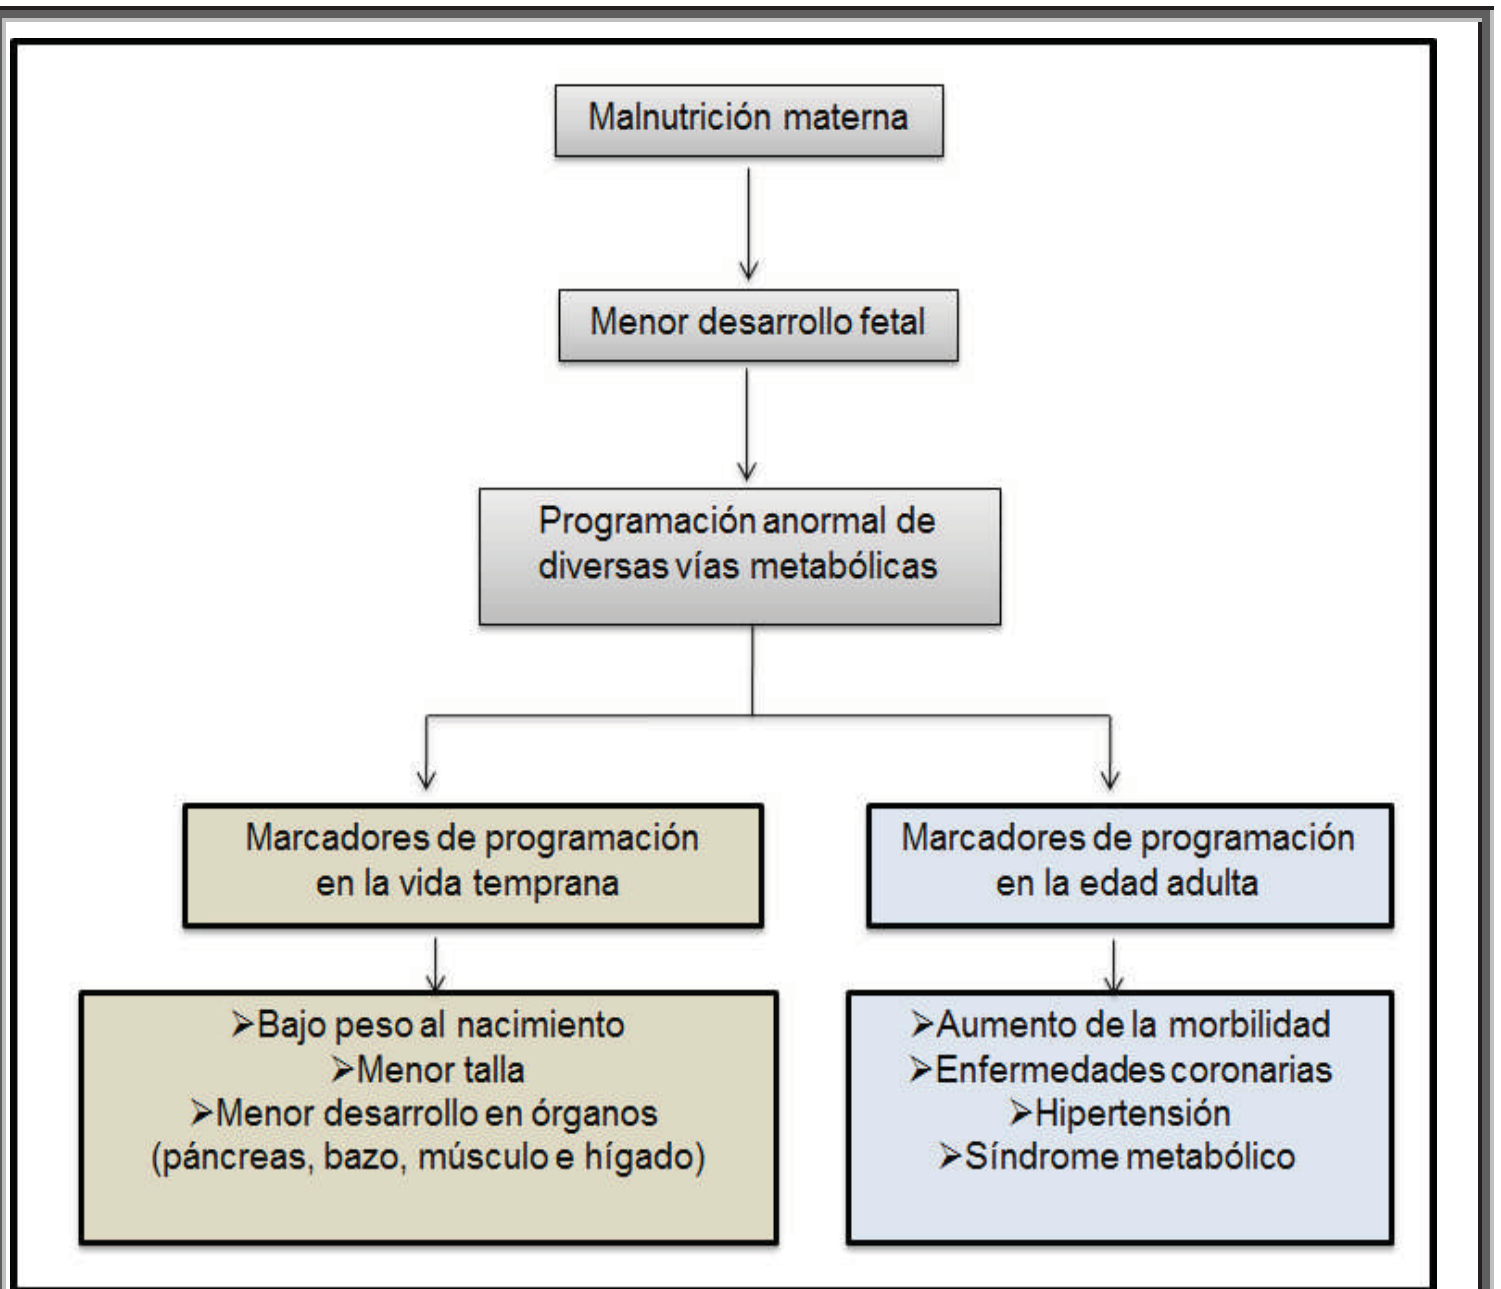 Malnutrición materna
Menor desarrollo fetal
Programación anormal de
diversas vías metabólicas
Marcadores de programación
en la vida temprana
➢Bajo peso al nacimiento
➢Menor talla
➢Menor desarrollo en órganos
(páncreas, bazo, músculo e hígado)
Marcadores de programación
en la edad adulta
➢Aumento de la morbilidad
➢Enfermedades coronarias
➢Hipertensión
➢Síndrome metabólico